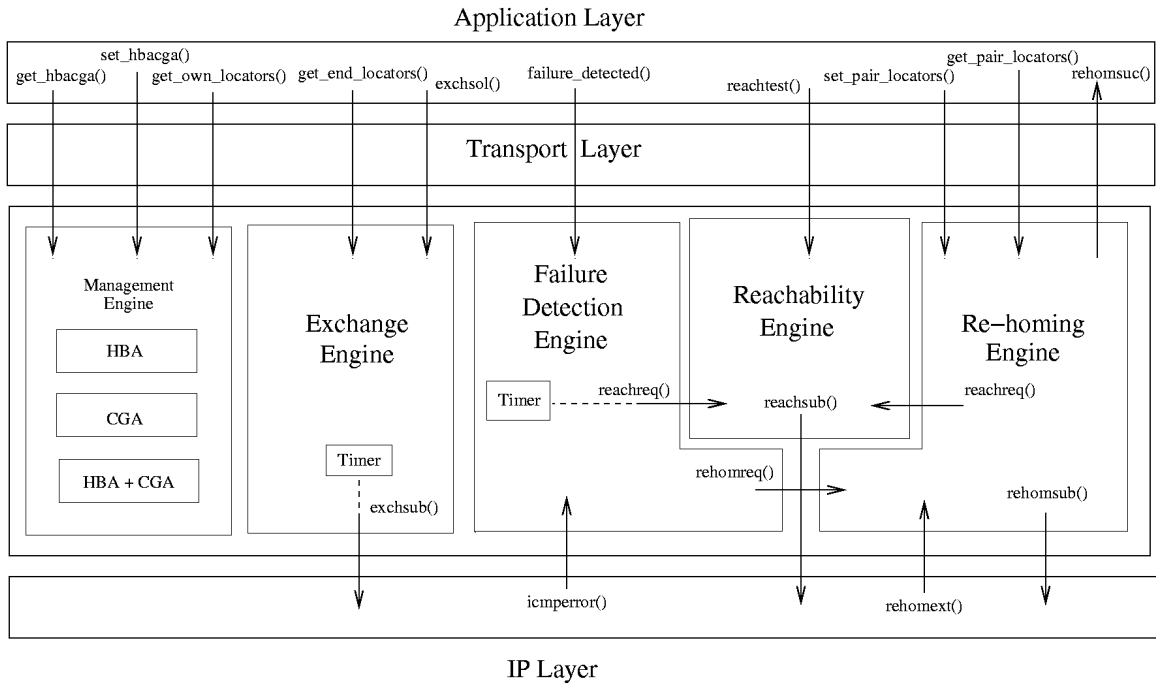 Application Layer
set_hbacga()
get_hbacga()
get_own_locators()
get_end_locators()
exchsol()
failure_detected()
reachtest()
set_pair_locators()
get_pair_locators()
rehomsuc()
Transport Layer
Management
Engine
HBA
CGA
HBA + CGA
Exchange
Engine
Timer
exchsub()
Failure
Detection
Engine
Timer
reachreq()
rehomreq()
Reachability
Engine
reachsub()
Re-homing
Engine
reachreq()
rehomsub()
icmperror()
rehomext()
IP Layer